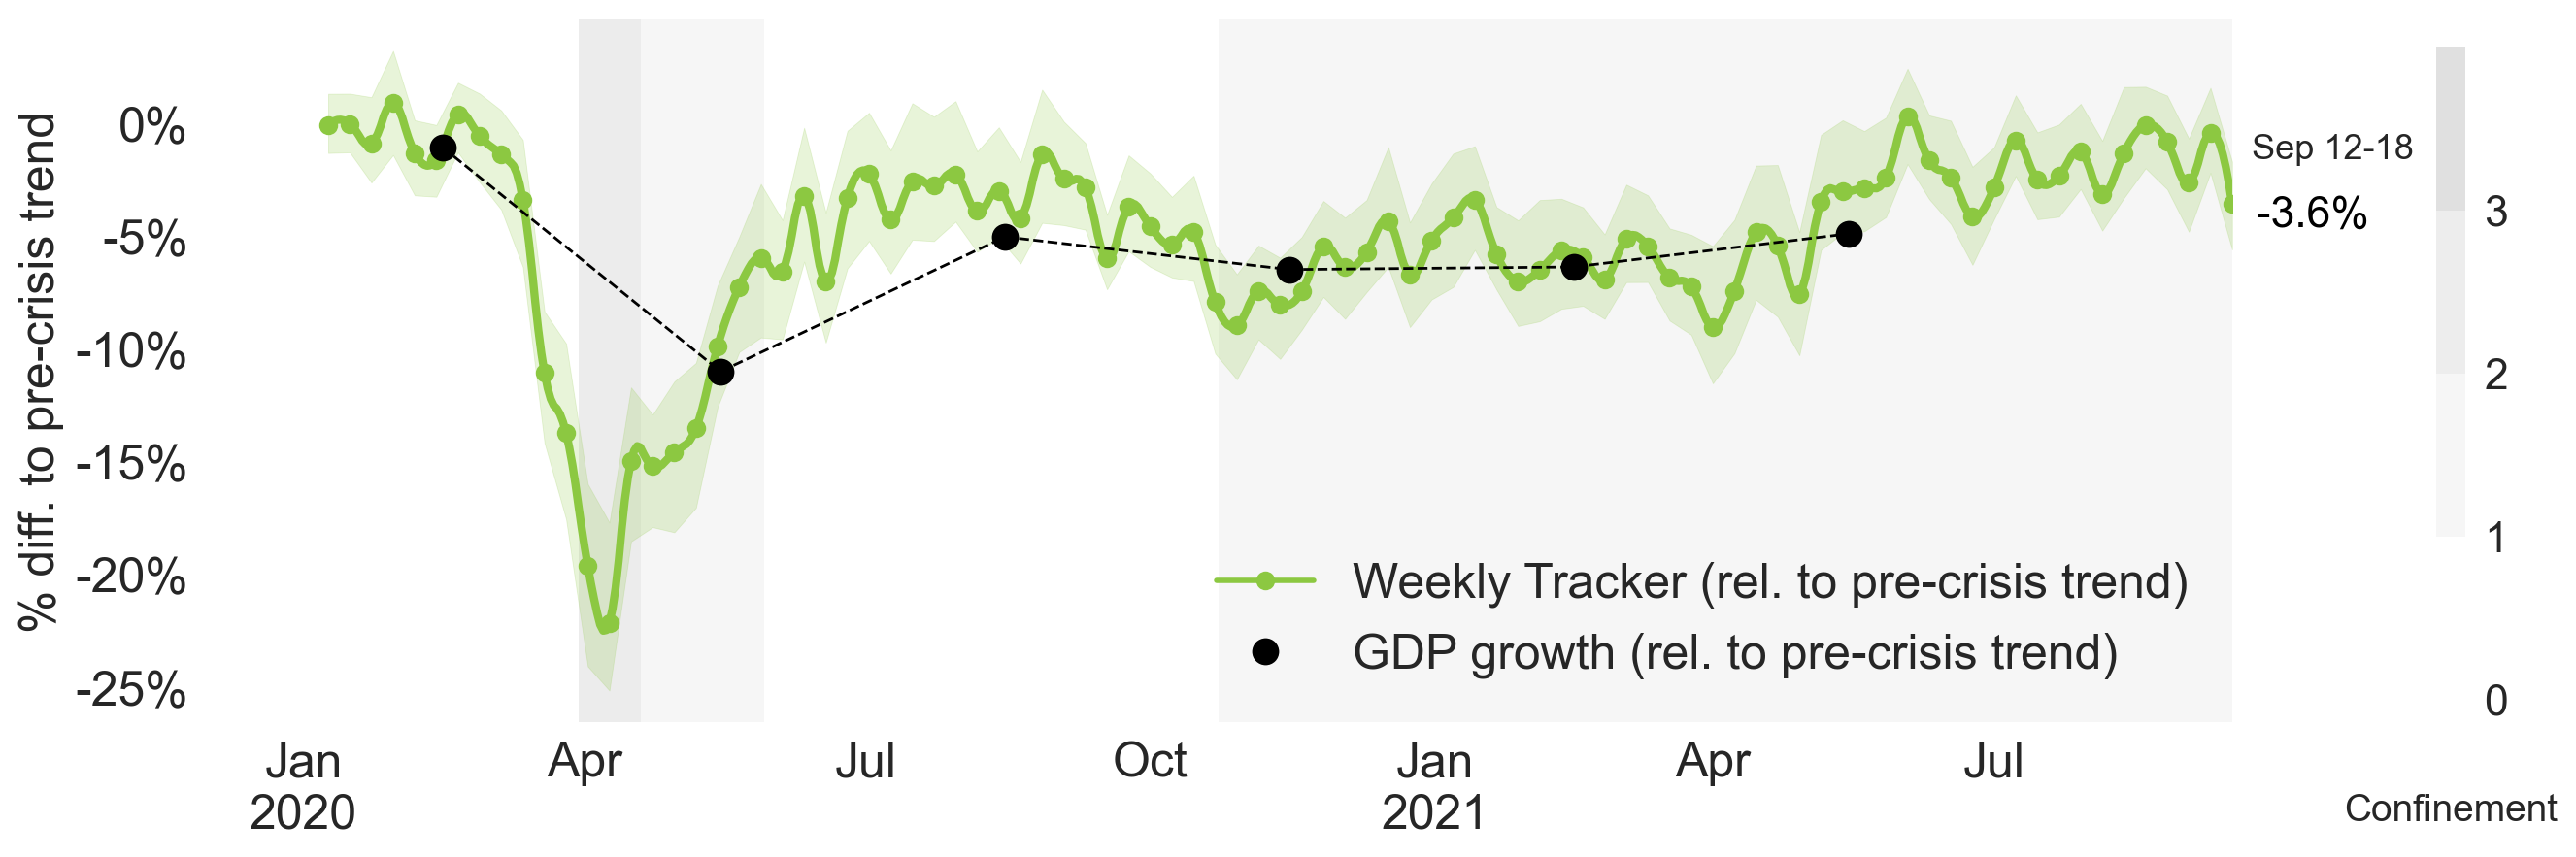 % diff. to pre-crisis trend
0%
-5%
-10%
-15%
-20%
-25%
Jan
2020
Apr
Jul
Oct
Jan
2021
Apr
Jul
Weekly Tracker (rel. to pre-crisis trend)
GDP growth (rel. to pre-crisis trend)
Sep 12-18
-3.6%
3
2
1
0
Confinement